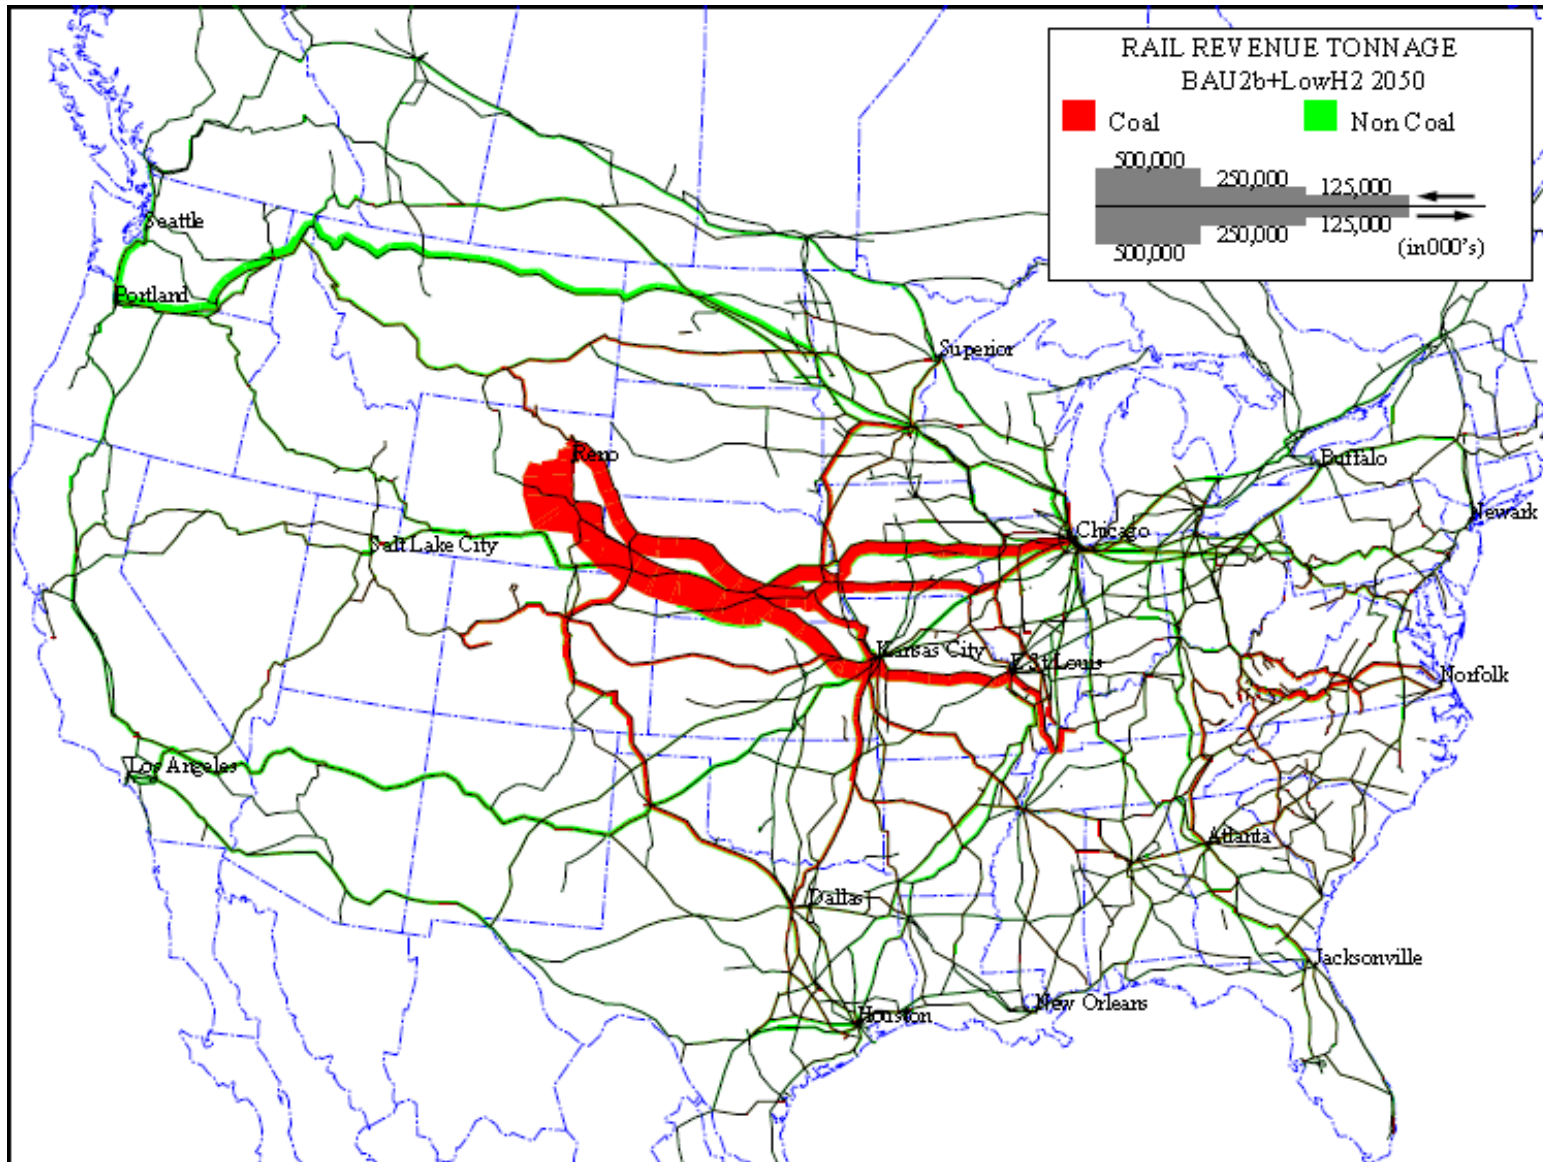 RAIL REVENUE TONNAGE
BAU2b+LowH2 2050
Coal
Non Coal
500,000
250,000
125,000
500,000
250,000
125,000
(in000's)
Seattle
Portland
Superior
Reno
Buffalo
Newark
Chicago
Salt Lake City
Kansas City
E St Louis
Norfolk
Los Angeles
Atlanta
Dallas
Jacksonville
New Orleans
Houston